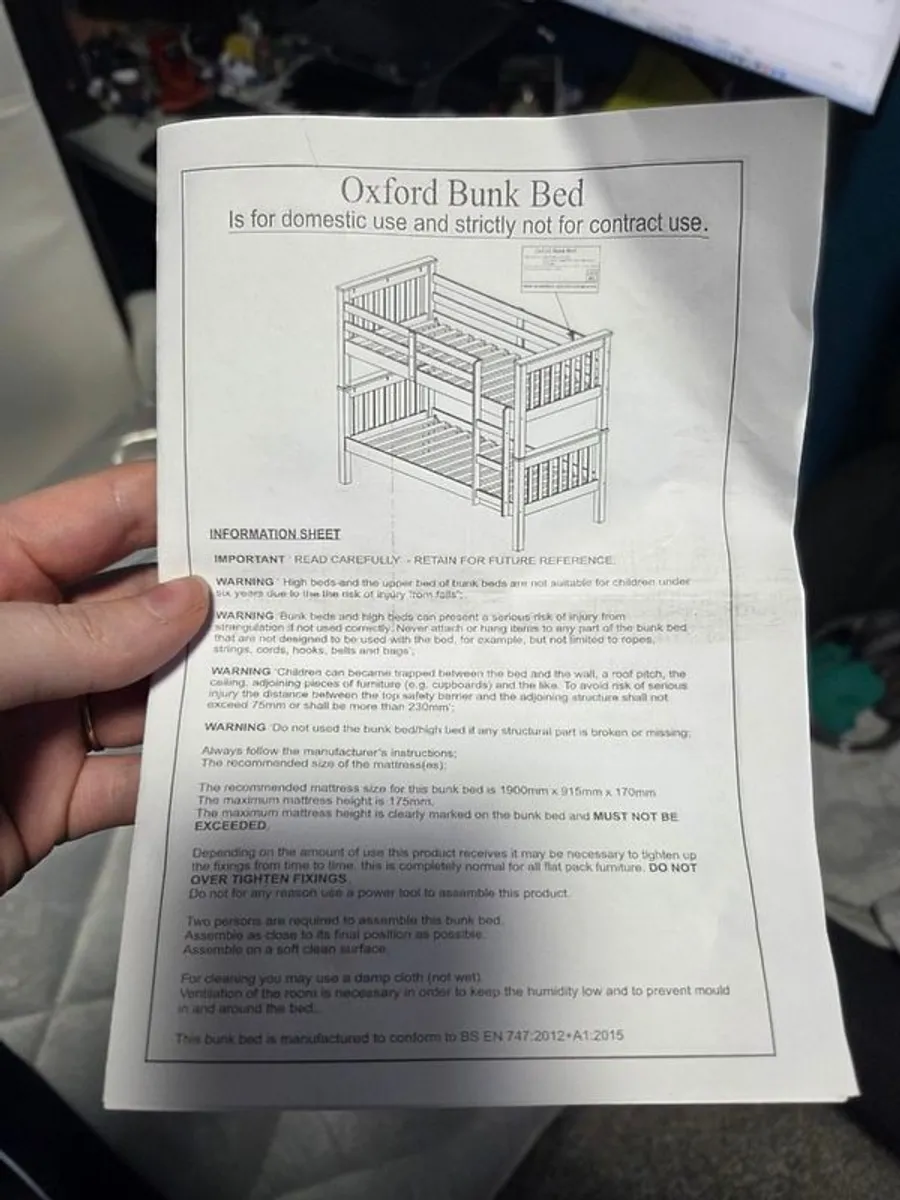 Oxford Bunk Bed
Is for domestic use and strictly not for contract use.
Oxford Bunk Bed
INFORMATION SHEET
IMPORTANT ' READ CAREFULLY - RETAIN FOR FUTURE REFERENCE.
WARNING ' High beds and the upper bed of bunk beds are not suitable for children under
six years due to the the risk of injury 'from falls";
WARNING 'Bunk beds and high beds can present a serious risk of injury from
strangulation if not used correctly. Never attach or hang items to any part of the bunk bed
that are not designed to be used with the bed, for example, but not limited to ropes,
strings, cords, hooks, belts and bags';
WARNING 'Children can became trapped between the bed and the wall, a roof pitch, the
ceiling, adjoining pieces of furniture (e.g. cupboards) and the like. To avoid risk of serious
injury the distance between the top safety barrier and the adjoining structure shall not
exceed 75mm or shall be more than 230mm';
WARNING 'Do not used the bunk bed/high bed if any structural part is broken or missing;
Always follow the manufacturer's instructions;
The recommended size of the mattress(es);
The recommended mattress size for this bunk bed is 1900mm x 915mm x 170mm
The maximum mattress height is 175mm.
The maximum mattress height is clearly marked on the bunk bed and MUST NOT BE
EXCEEDED.
Depending on the amount of use this product receives it may be necessary to tighten up
the fixings from time to time, this is completely normal for all flat pack furniture. DO NOT
OVER TIGHTEN FIXINGS
Do not for any reason use a power tool to assemble this product.
Two persons are required to assemble this bunk bed.
Assemble as close to its final position as possible.
Assemble on a soft clean surface
For cleaning you may use a damp cloth (not wet).
Ventilation of the room is necessary in order to keep the humidity low and to prevent mould
in and around the bed..
This bunk bed is manufactured to conform to BS EN 747:2012+A1:2015